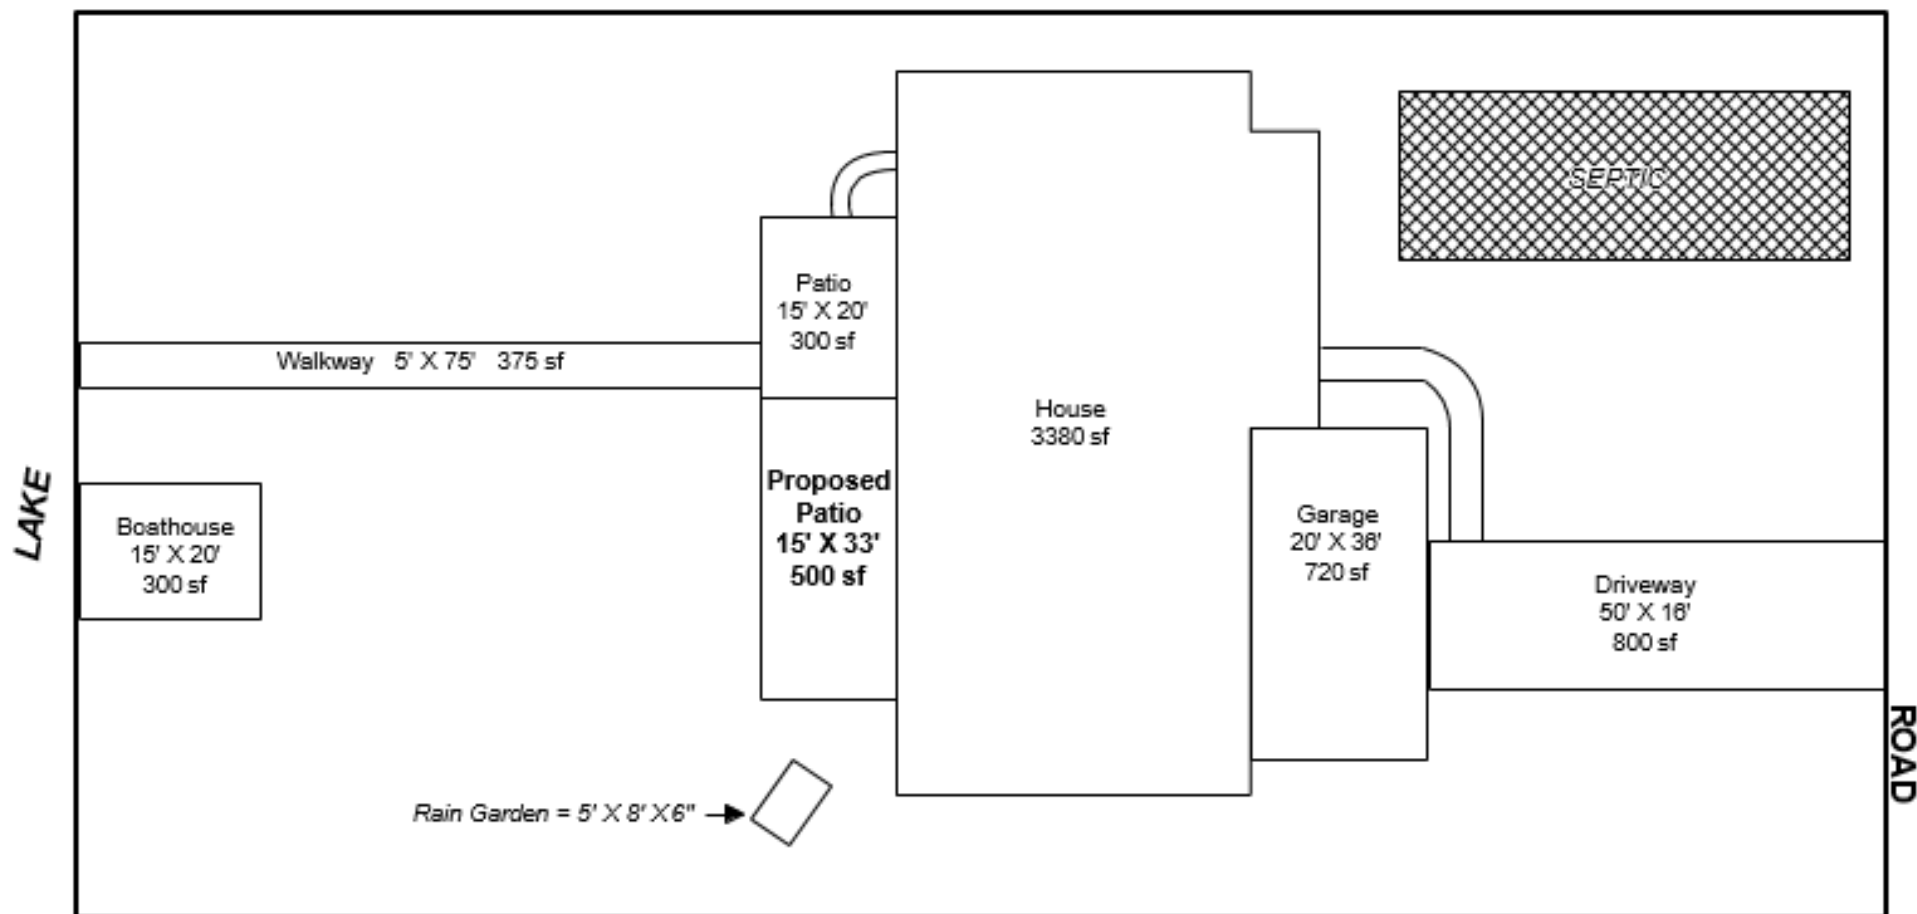 SEPTIC
Patio
15' X 20'
300 sf
Walkway 5' X 75' 375 sf
House
3380 sf
LAKE
Proposed
Patio
15' X 33'
500 sf
Boathouse
15' X 20'
300 sf
Garage
20' X 36'
720 sf
Driveway
50' X 16'
800 sf
ROAD
Rain Garden = 5' X 8' X 6"